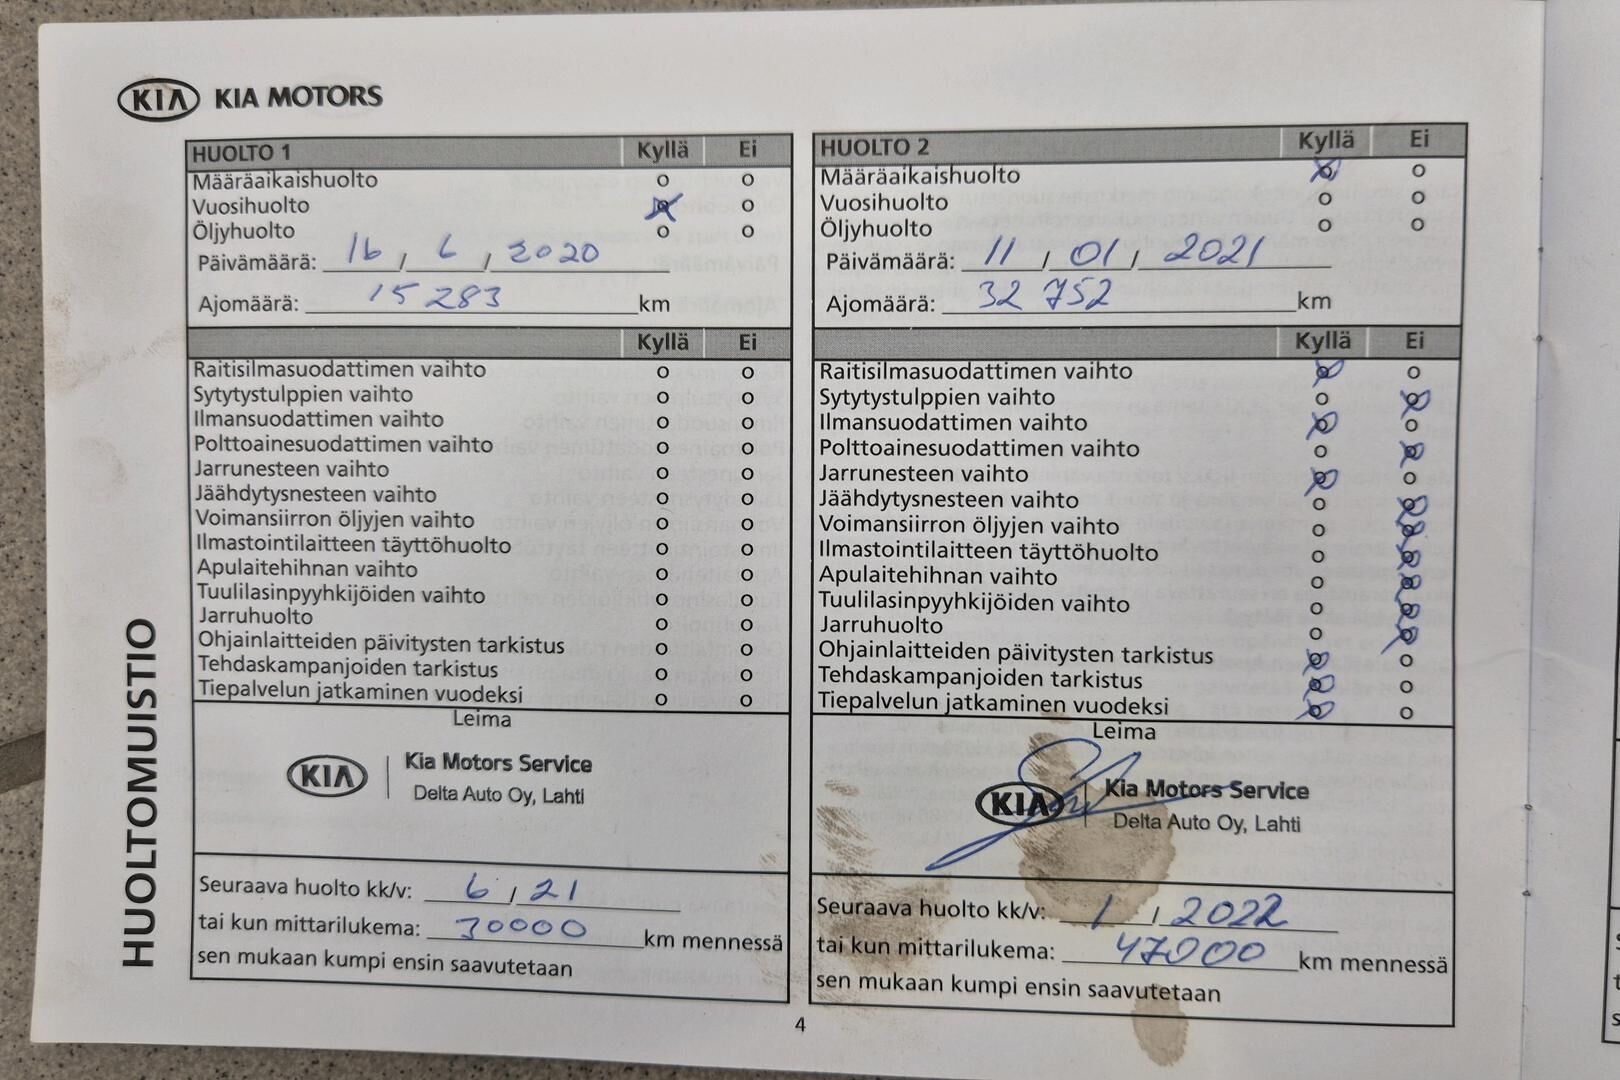 KIA KIA MOTORS
HUOLTOMUISTIO
HUOLTO 1 Kyllä Ei
Määräaikaishuolto o o
Vuosihuolto x o
Öljyhuolto o o
Päivämäärä: 16 / 6 / 2020
Ajomäärä: 15 283 km
Kyllä Ei
Raitisilmasuodattimen vaihto o o
Sytytystulppien vaihto o o
Ilmansuodattimen vaihto o o
Polttoainesuodattimen vaihto o o
Jarrunesteen vaihto o o
Jäähdytysnesteen vaihto o o
Voimansiirron öljyjen vaihto o o
Ilmastointilaitteen täyttöhuolto o o
Apulaitehihnan vaihto o o
Tuulilasinpyyhkijöiden vaihto o o
Jarruhuolto o o
Ohjainlaitteiden päivitysten tarkistus o o
Tehdaskampanjoiden tarkistus o o
Tiepalvelun jatkaminen vuodeksi o o
Leima
KIA Kia Motors Service
Delta Auto Oy, Lahti
Seuraava huolto kk/v: 6 / 21
tai kun mittarilukema: 30000 km mennessä
sen mukaan kumpi ensin saavutetaan
HUOLTO 2 Kyllä Ei
Määräaikaishuolto x o
Vuosihuolto o o
Öljyhuolto o o
Päivämäärä: 11 / 01 / 2021
Ajomäärä: 32 752 km
Kyllä Ei
Raitisilmasuodattimen vaihto x o
Sytytystulppien vaihto o x
Ilmansuodattimen vaihto x o
Polttoainesuodattimen vaihto o x
Jarrunesteen vaihto x o
Jäähdytysnesteen vaihto o x
Voimansiirron öljyjen vaihto o x
Ilmastointilaitteen täyttöhuolto o x
Apulaitehihnan vaihto o x
Tuulilasinpyyhkijöiden vaihto o x
Jarruhuolto o x
Ohjainlaitteiden päivitysten tarkistus x o
Tehdaskampanjoiden tarkistus x o
Tiepalvelun jatkaminen vuodeksi x o
Leima
KIA Kia Motors Service
Delta Auto Oy, Lahti
Seuraava huolto kk/v: 1 / 2022
tai kun mittarilukema: 47000 km mennessä
sen mukaan kumpi ensin saavutetaan
4